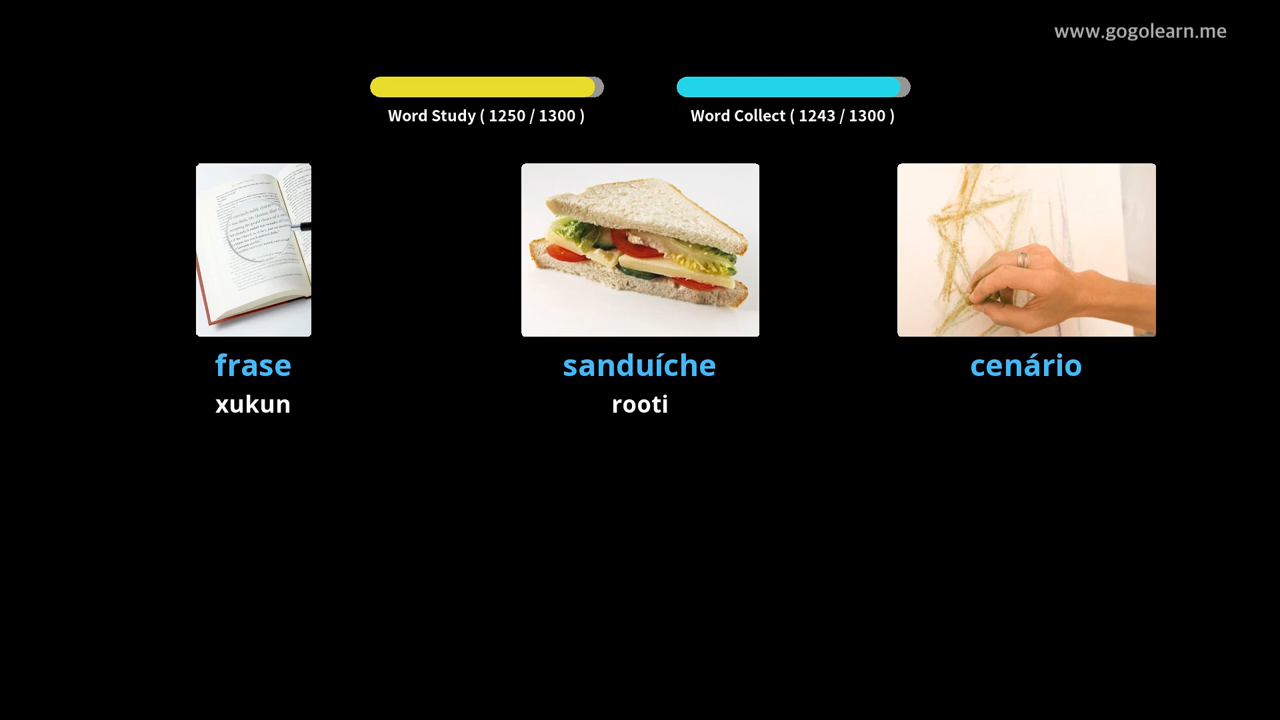 www.gogolearn.me
Word Study ( 1250 / 1300 )
Word Collect ( 1243 / 1300 )
frase
sanduíche
cenário
xukun
rooti